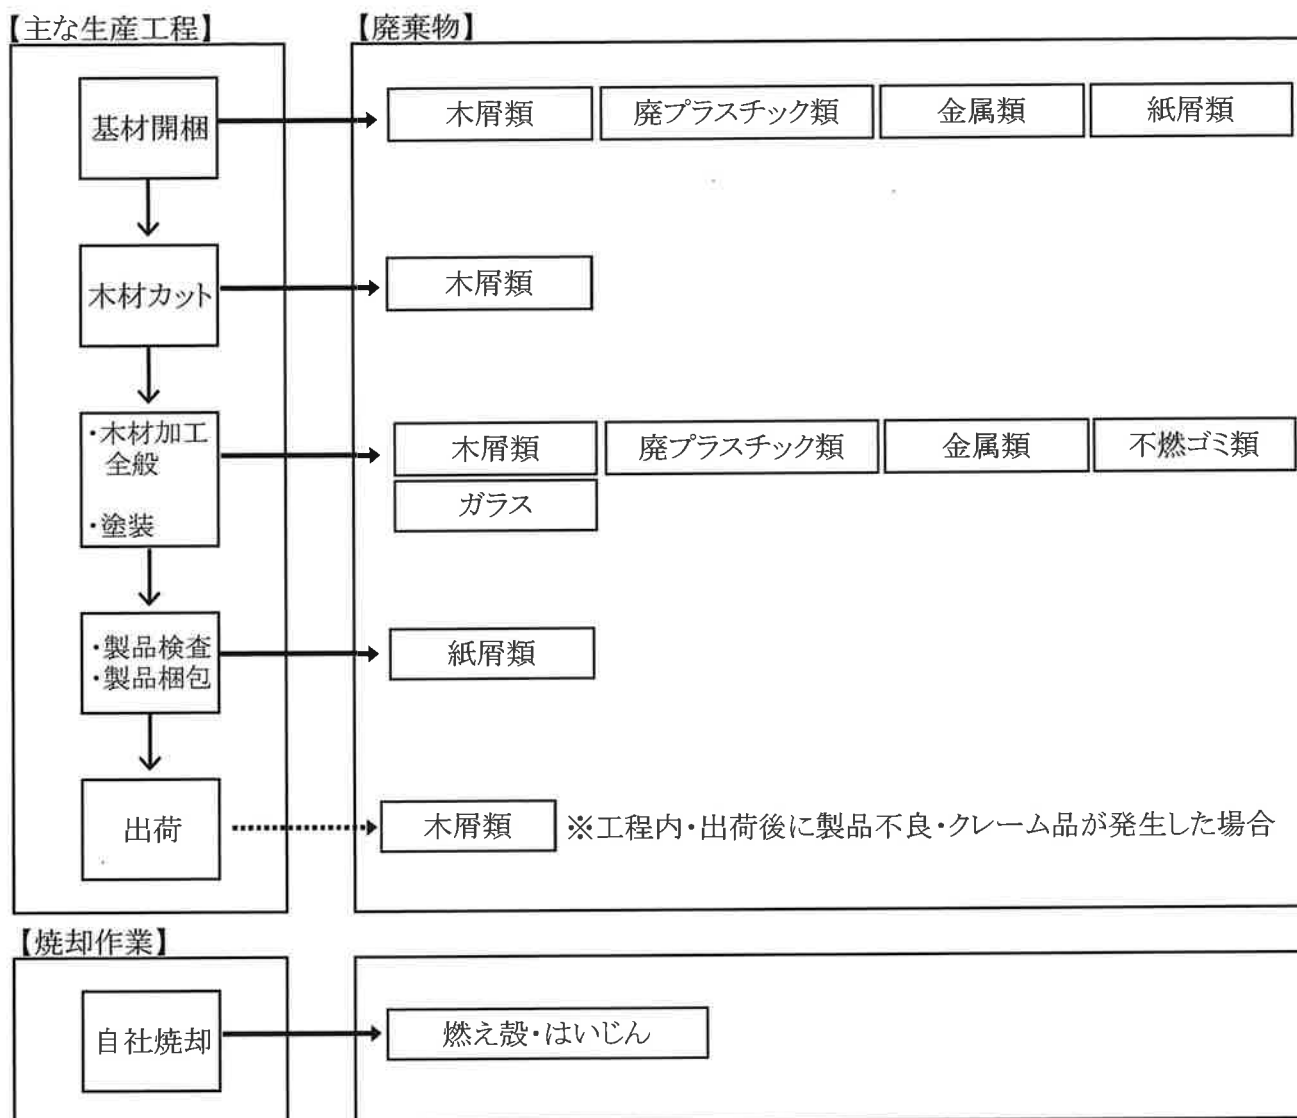 【主な生産工程】
【廃棄物】
基材開梱
木屑類
廃プラスチック類
金属類
紙屑類
木材カット
木屑類
・木材加工
全般
・塗装
木屑類
廃プラスチック類
金属類
不燃ゴミ類
ガラス
・製品検査
・製品梱包
紙屑類
出荷
木屑類
※工程内・出荷後に製品不良・クレーム品が発生した場合
【焼却作業】
自社焼却
燃え殻・はいじん